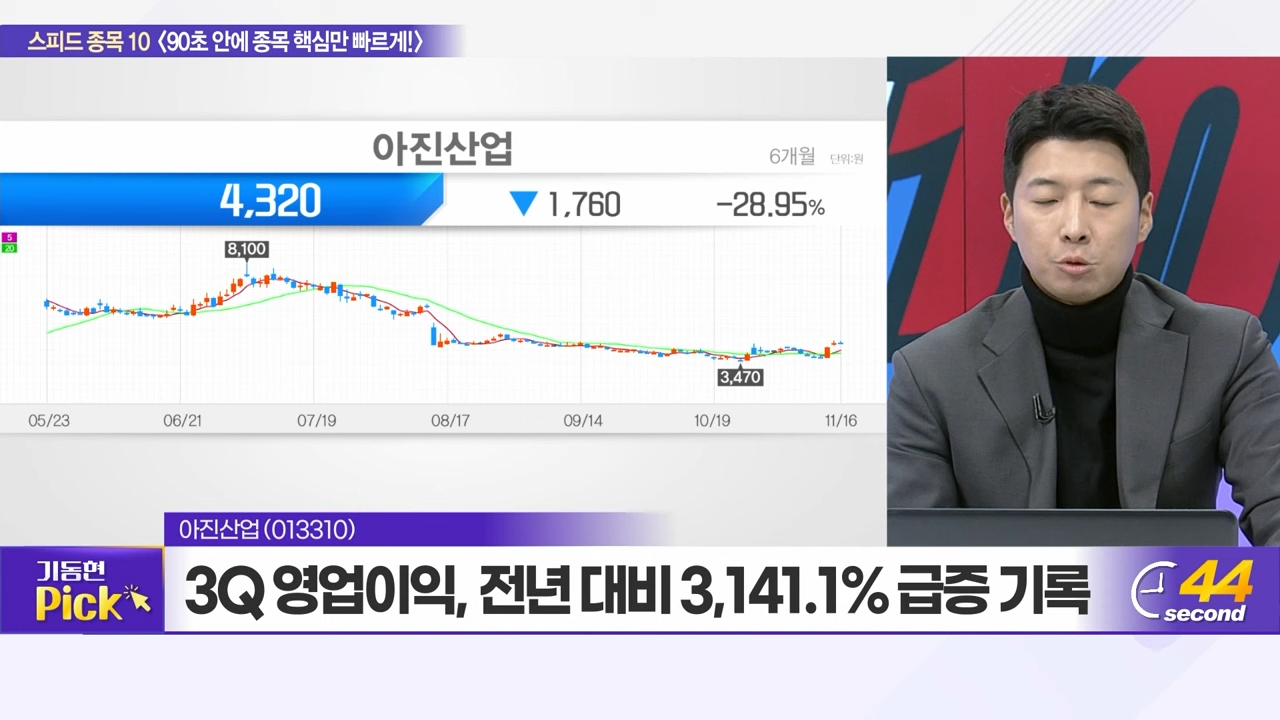 스피드 종목 10 〈90초 안에 종목 핵심만 빠르게!〉
아진산업
6개월 단위:원
4,320 ▼ 1,760 -28.95%
5
20
8,100
3,470
05/23 06/21 07/19 08/17 09/14 10/19 11/16
아진산업 (013310)
기동현
Pick
3Q 영업이익, 전년 대비 3,141.1% 급증 기록
44
second